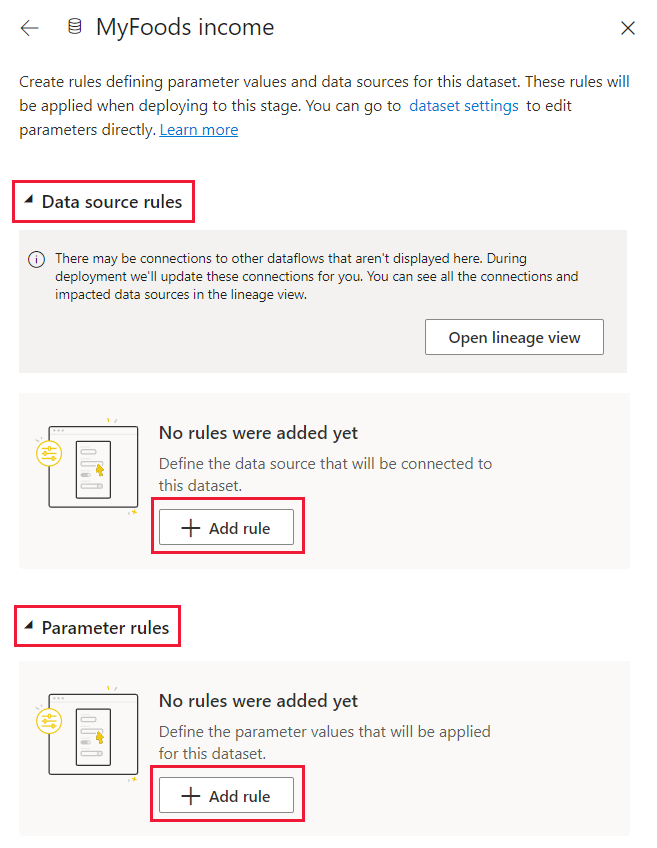 MyFoods income
Create rules defining parameter values and data sources for this dataset. These rules will
be applied when deploying to this stage. You can go to dataset settings to edit
parameters directly. Learn more
Data source rules
There may be connections to other dataflows that aren't displayed here. During
deployment we'll update these connections for you. You can see all the connections and
impacted data sources in the lineage view.
Open lineage view
No rules were added yet
Define the data source that will be connected to
this dataset.
Add rule
Parameter rules
No rules were added yet
Define the parameter values that will be applied
for this dataset.
Add rule